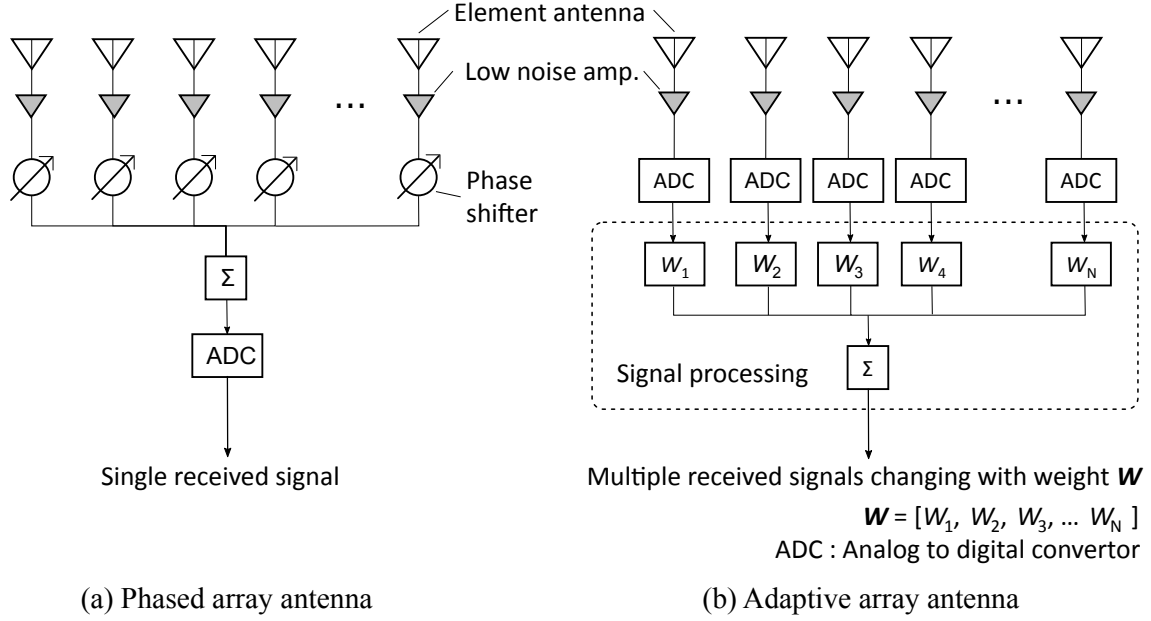 Element antenna
Low noise amp.
...
...
Phase
shifter
ADC
ADC
ADC
ADC
ADC
W1
W2
W3
W4
WN
Σ
ADC
Σ
Signal processing
Single received signal
Multiple received signals changing with weight W
W = [W1, W2, W3, ... WN ]
ADC : Analog to digital convertor
(a) Phased array antenna
(b) Adaptive array antenna